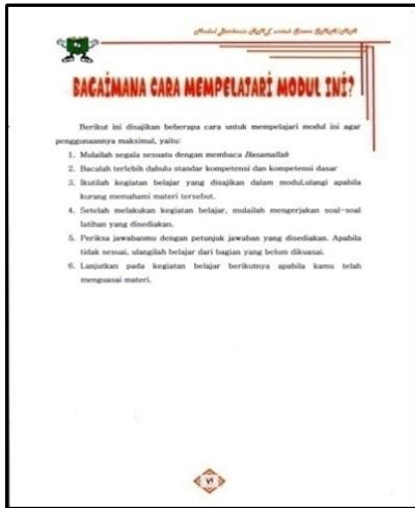 Modul Berbasis PMR untuk Siswa SMA/MA
BAGAIMANA CARA MEMPELAJARI MODUL INI?
Berikut ini disajikan beberapa cara untuk mempelajari modul ini agar
penggunaannya maksimal, yaitu:
1. Mulailah segala sesuatu dengan membaca Basamallah
2. Bacalah terlebih dahulu standar kompetensi dan kompetensi dasar
3. Ikutilah kegiatan belajar yang disajikan dalam modul,ulangi apabila
kurang memahami materi tersebut.
4. Setelah melakukan kegiatan belajar, mulailah mengerjakan soal-soal
latihan yang disediakan.
5. Periksa jawabanmu dengan petunjuk jawaban yang disediakan. Apabila
tidak sesuai, ulangilah belajar dari bagian yang belum dikuasai.
6. Lanjutkan pada kegiatan belajar berikutnya apabila kamu telah
menguasai materi.
vi